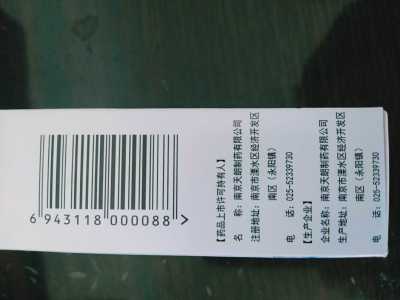 6 943118 000088 >
【药品上市许可持有人】
名 称：南京天朗制药有限公司
注册地址：南京市溧水区经济开发区
南区（永阳镇）
电 话：025-52339730
【生产企业】
企业名称：南京天朗制药有限公司
生产地址：南京市溧水区经济开发区
南区（永阳镇）
电 话：025-52339730